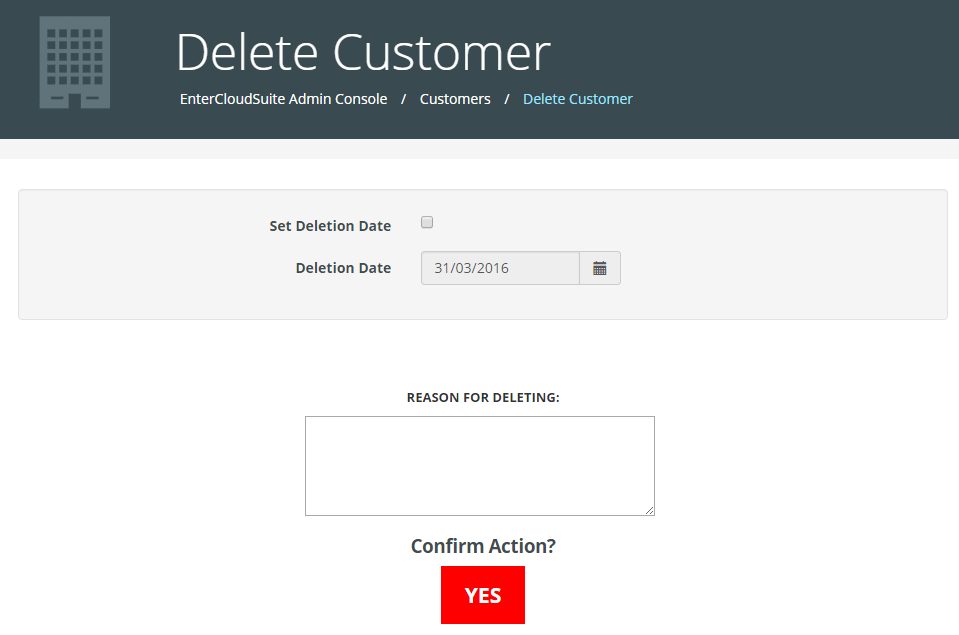 Delete Customer
EnterCloudSuite Admin Console / Customers / Delete Customer
Set Deletion Date
Deletion Date 31/03/2016
REASON FOR DELETING:
Confirm Action?
YES